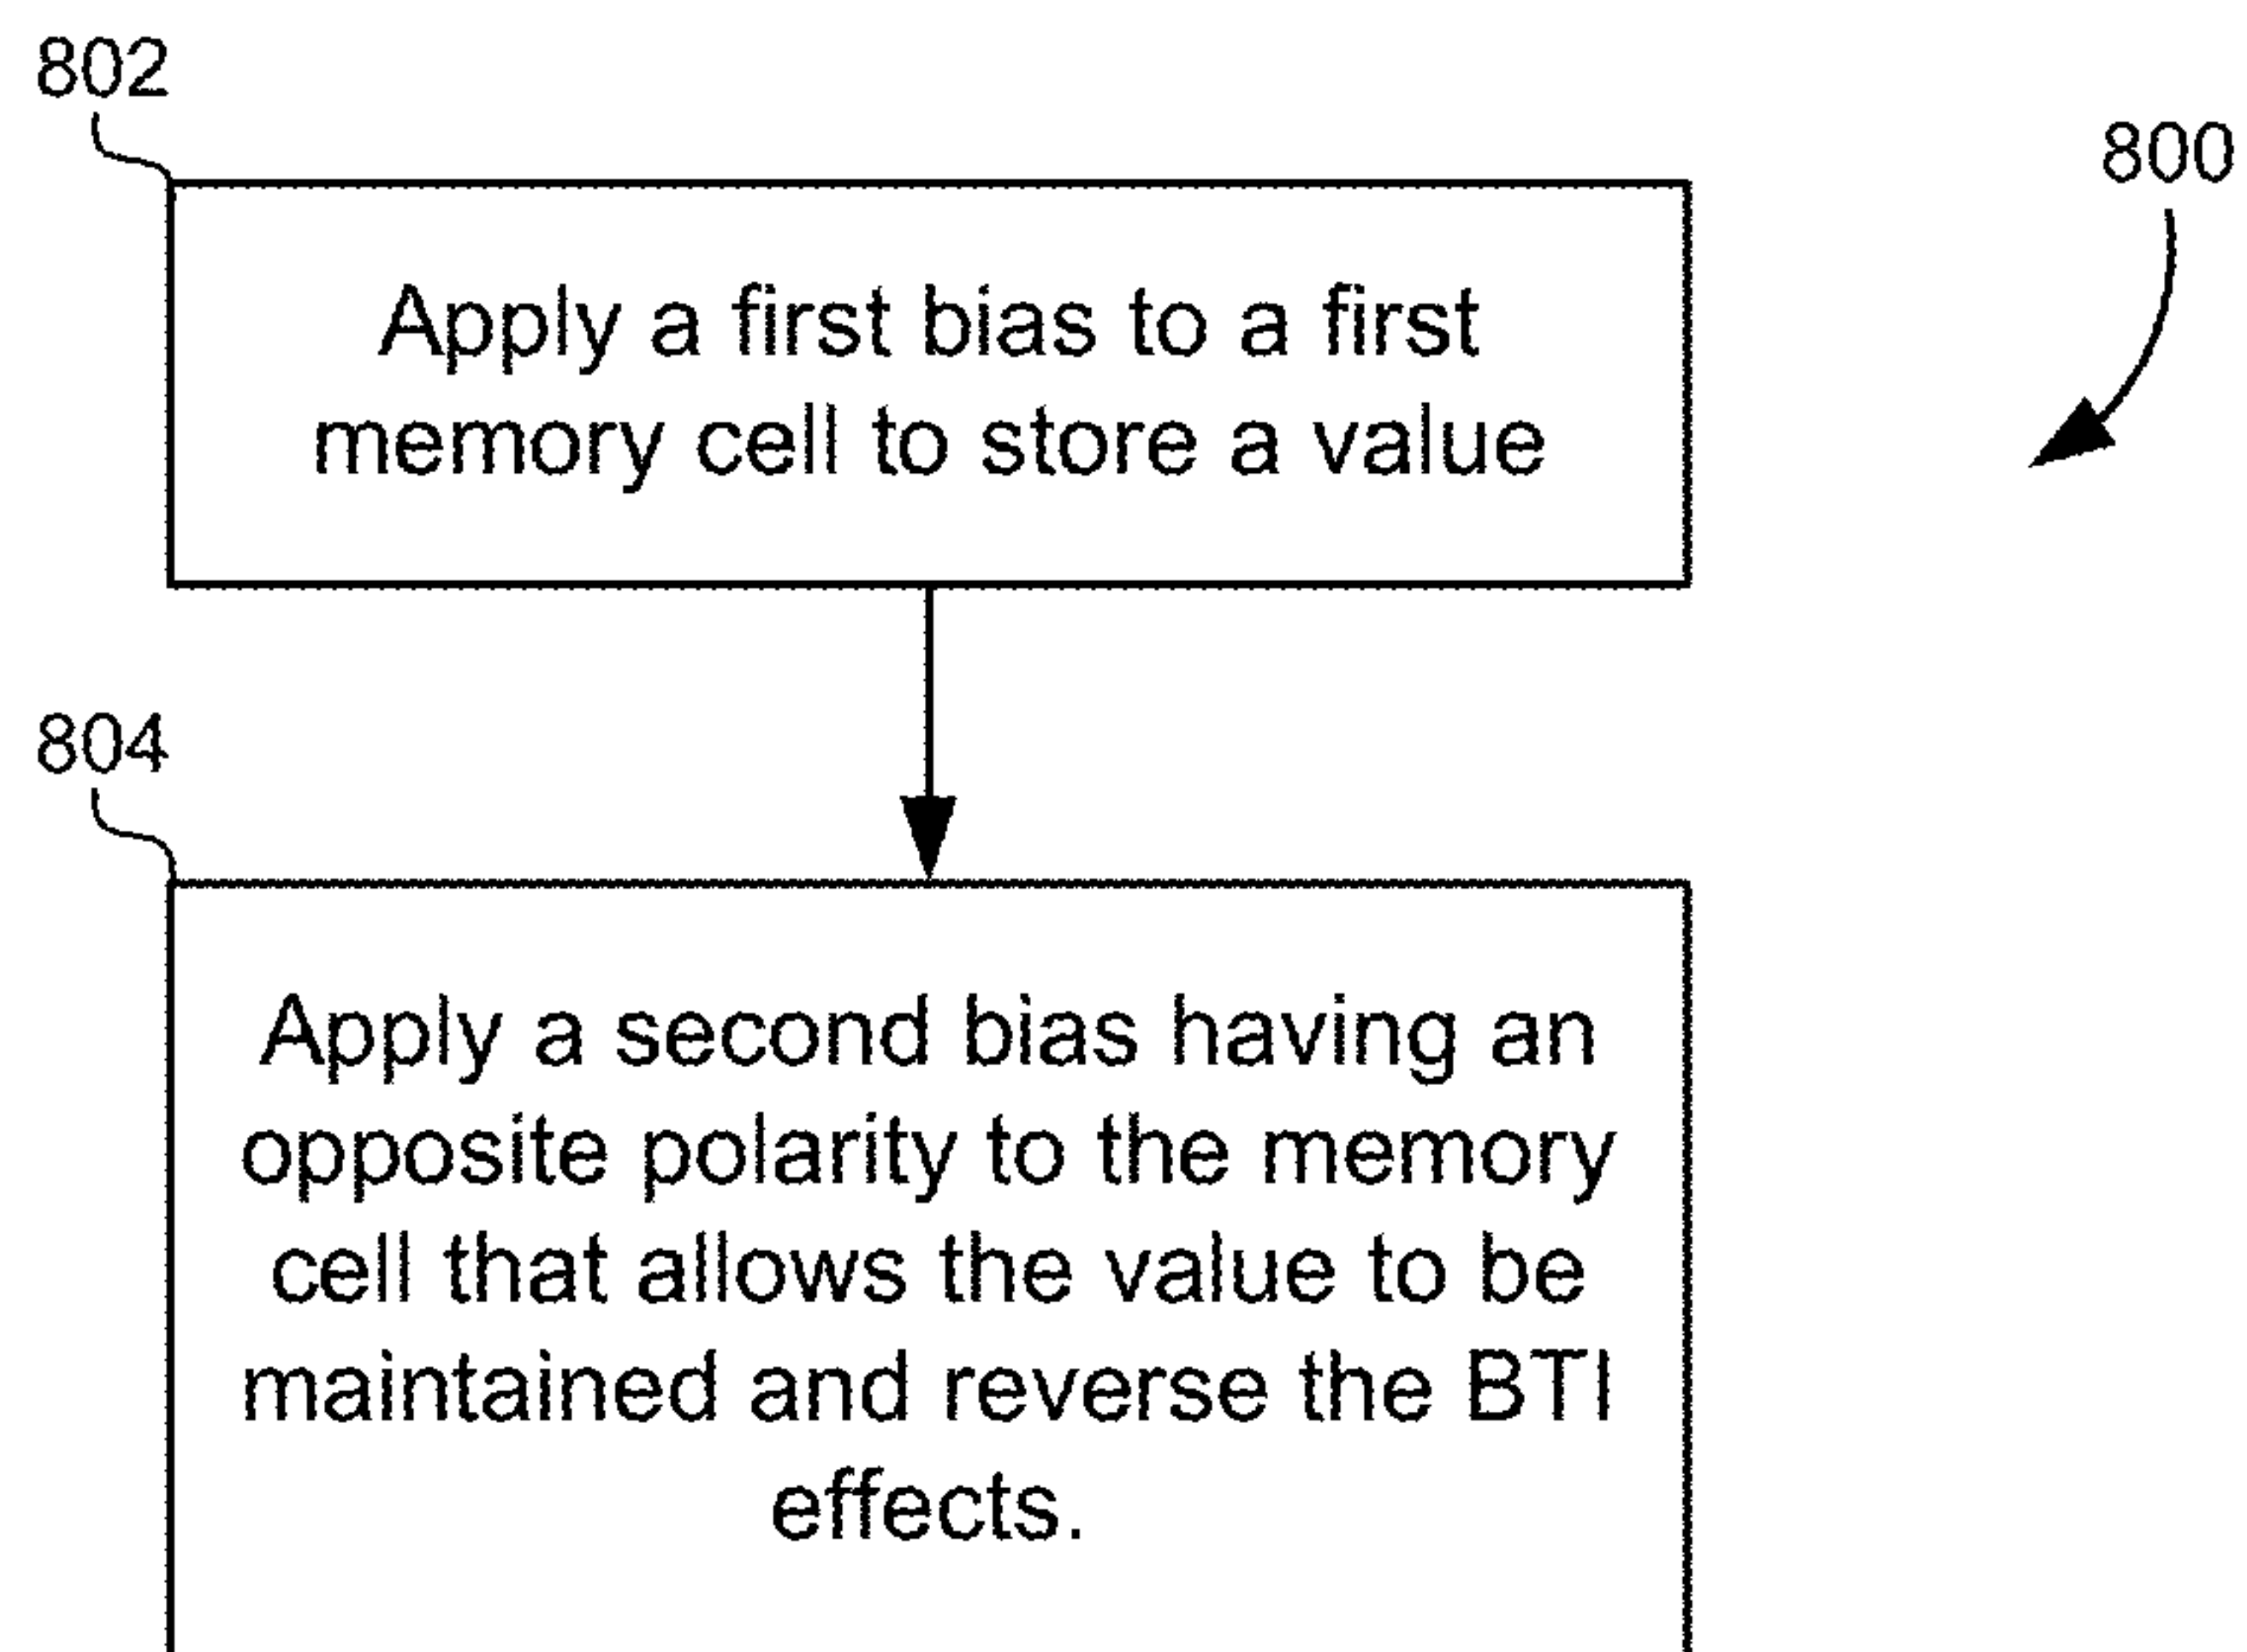 802
800
Apply a first bias to a first
memory cell to store a value
804
Apply a second bias having an
opposite polarity to the memory
cell that allows the value to be
maintained and reverse the BTI
effects.